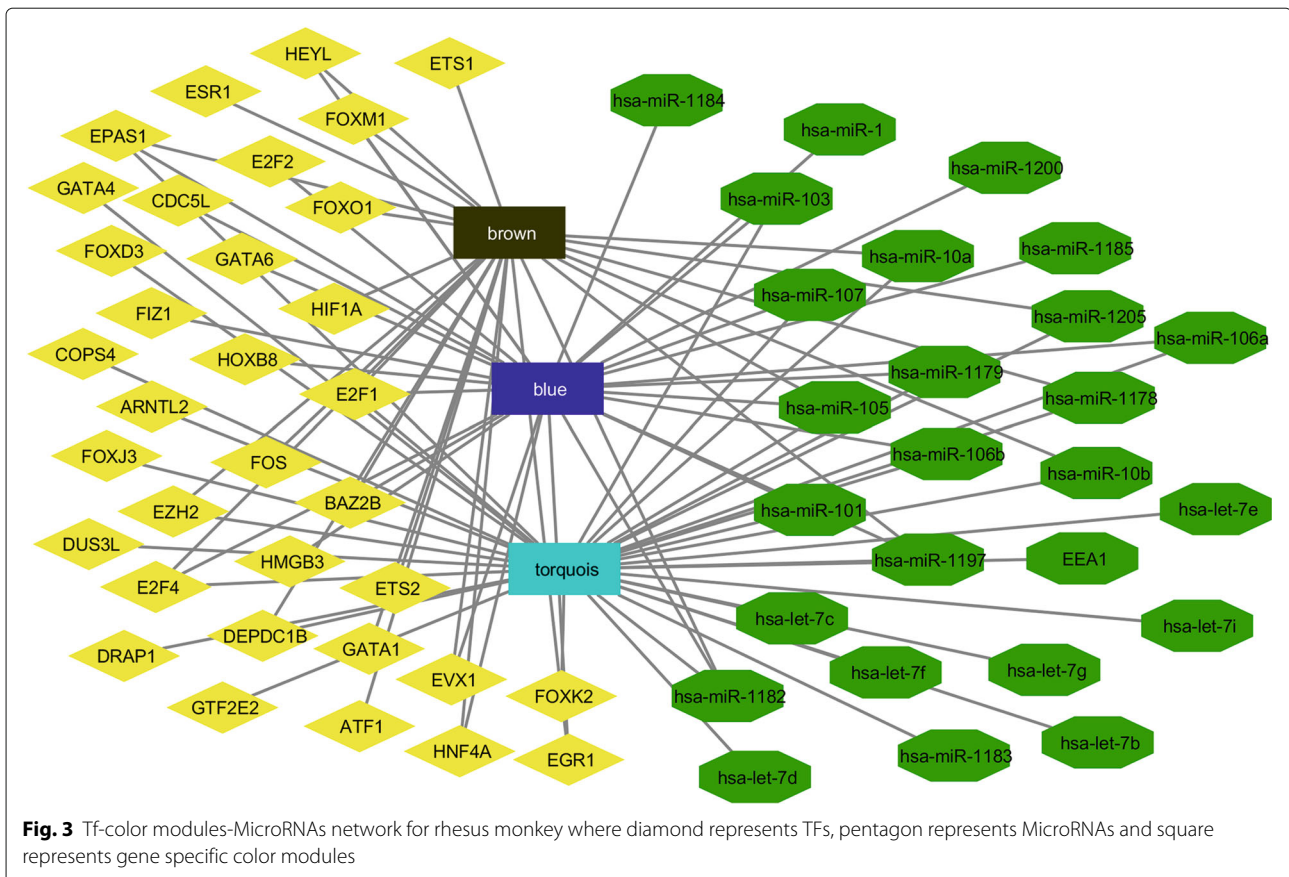 HEYL
ETS1
ESR1
hsa-miR-1184
FOXM1
hsa-miR-1
EPAS1
E2F2
hsa-miR-1200
GATA4
CDC5L
FOXO1
hsa-miR-103
brown
FOXD3
GATA6
hsa-miR-10a
hsa-miR-1185
hsa-miR-107
FIZ1
HIF1A
hsa-miR-1205
hsa-miR-106a
COPS4
HOXB8
hsa-miR-1179
E2F1
blue
hsa-miR-1178
ARNTL2
hsa-miR-105
FOXJ3
FOS
hsa-miR-106b
hsa-miR-10b
EZH2
BAZ2B
hsa-miR-101
hsa-let-7e
DUS3L
HMGB3
hsa-miR-1197
EEA1
torquois
E2F4
ETS2
hsa-let-7c
hsa-let-7i
DRAP1
DEPDC1B
GATA1
hsa-let-7f
hsa-let-7g
EVX1
FOXK2
hsa-miR-1182
GTF2E2
ATF1
hsa-let-7b
HNF4A
EGR1
hsa-miR-1183
hsa-let-7d
Fig. 3 Tf-color modules-MicroRNAs network for rhesus monkey where diamond represents TFs, pentagon represents MicroRNAs and square
represents gene specific color modules